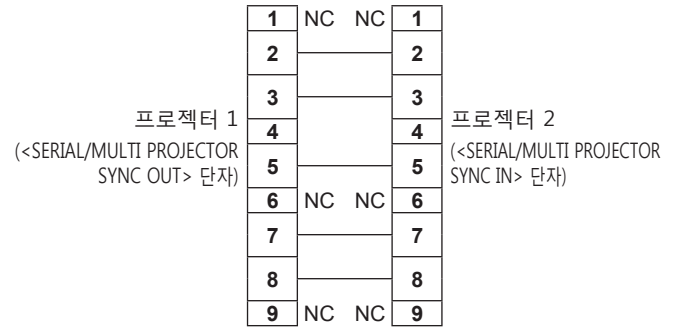 1 NC NC 1
2 2
3 3
프로젝터 1
(<SERIAL/MULTI PROJECTOR
SYNC OUT> 단자)
4 4
프로젝터 2
(<SERIAL/MULTI PROJECTOR
SYNC IN> 단자)
5 5
6 NC NC 6
7 7
8 8
9 NC NC 9